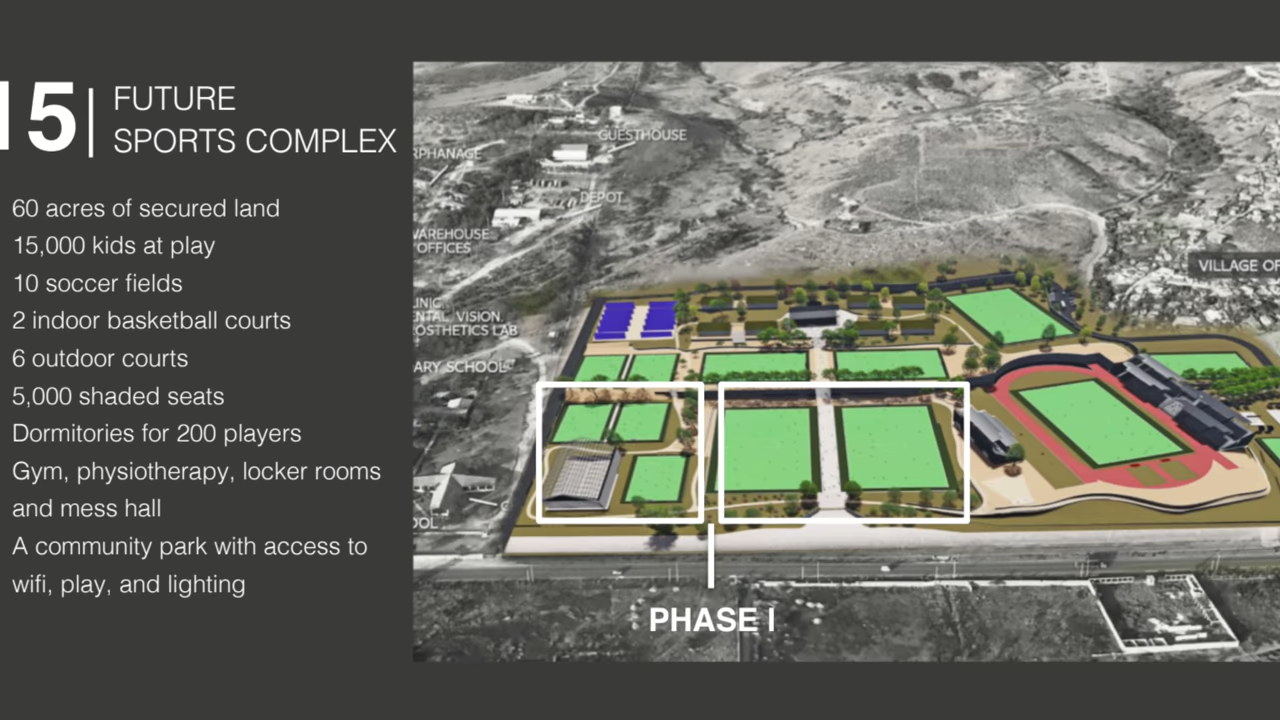 15
FUTURE
SPORTS COMPLEX
60 acres of secured land
15,000 kids at play
10 soccer fields
2 indoor basketball courts
6 outdoor courts
5,000 shaded seats
Dormitories for 200 players
Gym, physiotherapy, locker rooms
and mess hall
A community park with access to
wifi, play, and lighting
GUESTHOUSE
RPHANAGE
DEPOT
WAREHOUSE
OFFICES
VILLAGE OF
LINIC
ENTAL, VISION,
ROSTHETICS LAB
ARY SCHOOL
OOL
PHASE I